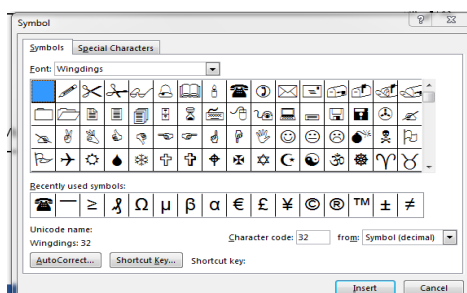 Symbol
Symbols Special Characters
Font: Wingdings
Recently used symbols:
☎ — ≥ Ω μ β α € £ ¥ © ® ™ ± ≠
Unicode name:
Wingdings: 32
Character code: 32 from: Symbol (decimal)
AutoCorrect... Shortcut Key... Shortcut key:
Insert Cancel